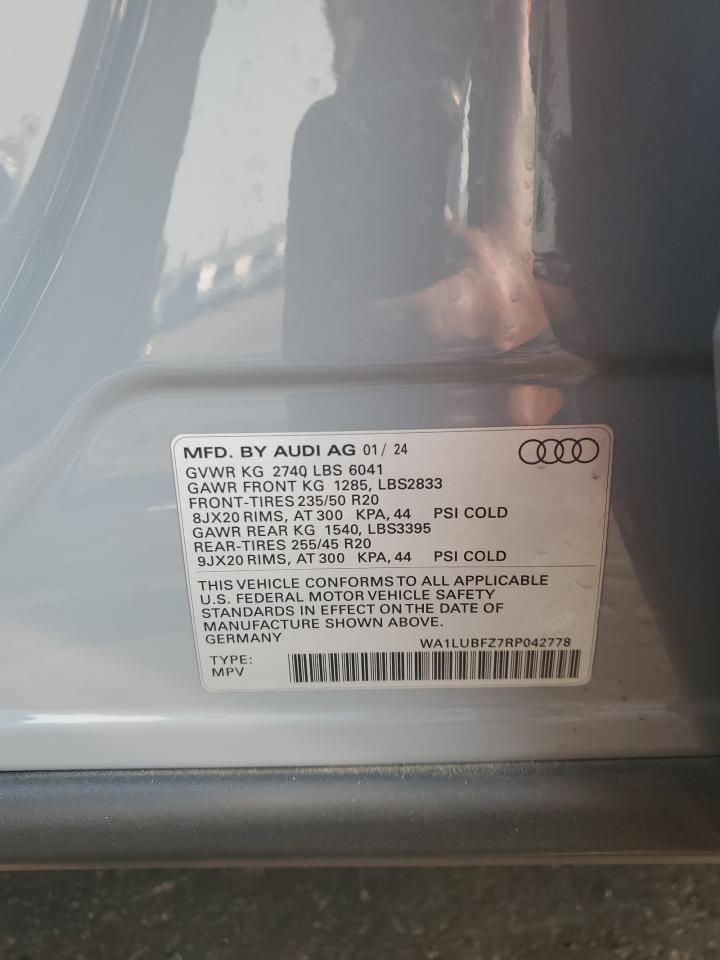 MFD. BY AUDI AG 01/ 24
GVWR KG 2740 LBS 6041
GAWR FRONT KG 1285, LBS2833
FRONT-TIRES 235/50 R20
8JX20 RIMS, AT 300 KPA, 44 PSI COLD
GAWR REAR KG 1540, LBS3395
REAR-TIRES 255/45 R20
9JX20 RIMS, AT 300 KPA, 44 PSI COLD
THIS VEHICLE CONFORMS TO ALL APPLICABLE
U.S. FEDERAL MOTOR VEHICLE SAFETY
STANDARDS IN EFFECT ON THE DATE OF
MANUFACTURE SHOWN ABOVE.
GERMANY WA1LUBFZ7RP042778
TYPE:
MPV